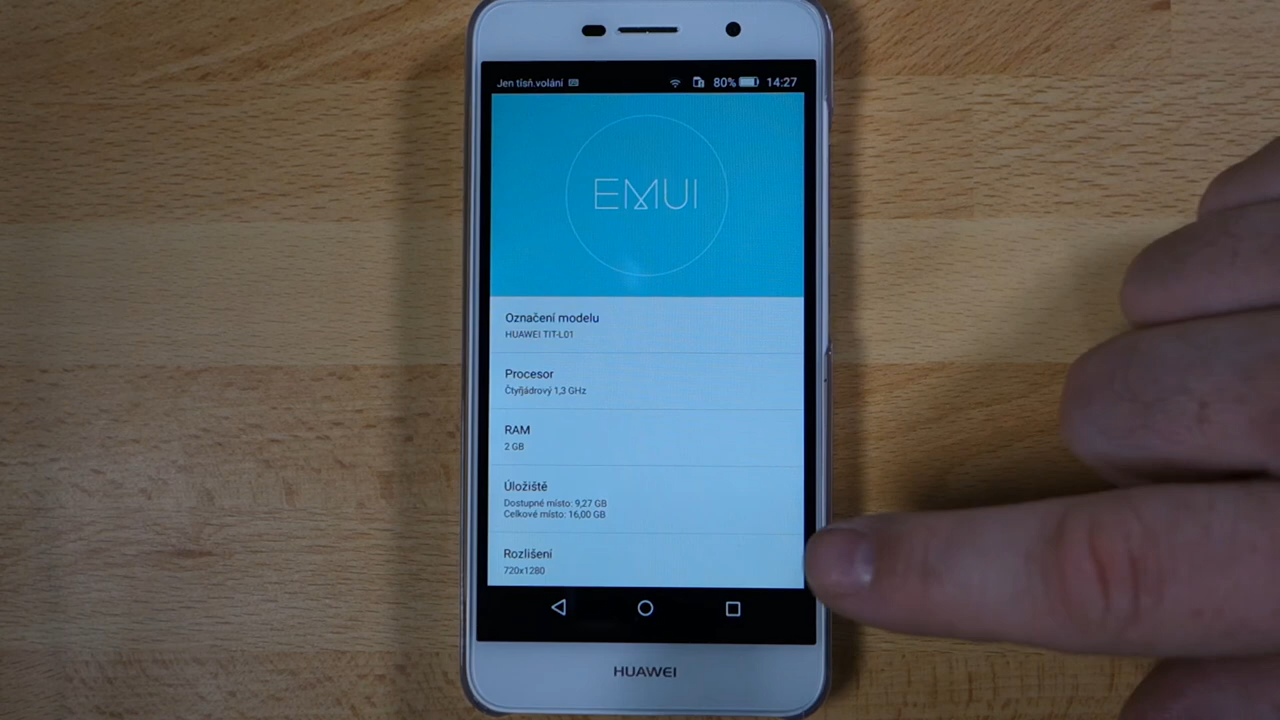 Jen tísň.volání
80% 14:27
EMUI
Označení modelu
HUAWEI TIT-L01
Procesor
Čtyřjádrový 1,3 GHz
RAM
2 GB
Úložiště
Dostupné místo: 9,27 GB
Celkové místo: 16,00 GB
Rozlišení
720x1280
HUAWEI